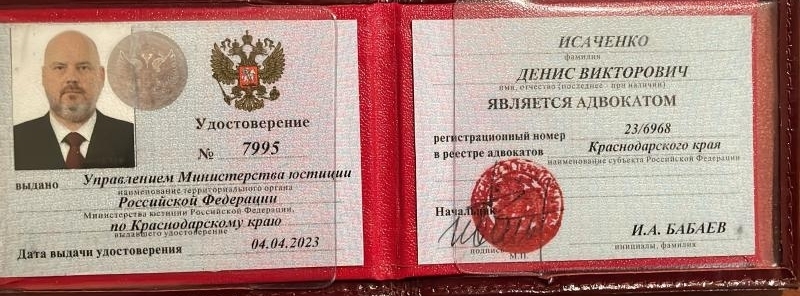 Удостоверение
№ 7995
выдано Управлением Министерства юстиции
наименование территориального органа
Российской Федерации
Министерства юстиции Российской Федерации,
по Краснодарскому краю
выдавшего удостоверение
Дата выдачи удостоверения 04.04.2023
ИСАЧЕНКО
фамилия
ДЕНИС ВИКТОРОВИЧ
имя, отчество (последнее - при наличии)
ЯВЛЯЕТСЯ АДВОКАТОМ
регистрационный номер 23/6968
в реестре адвокатов Краснодарского края
наименование субъекта Российской Федерации
Начальник
И.А. БАБАЕВ
подпись инициалы, фамилия
М.П.